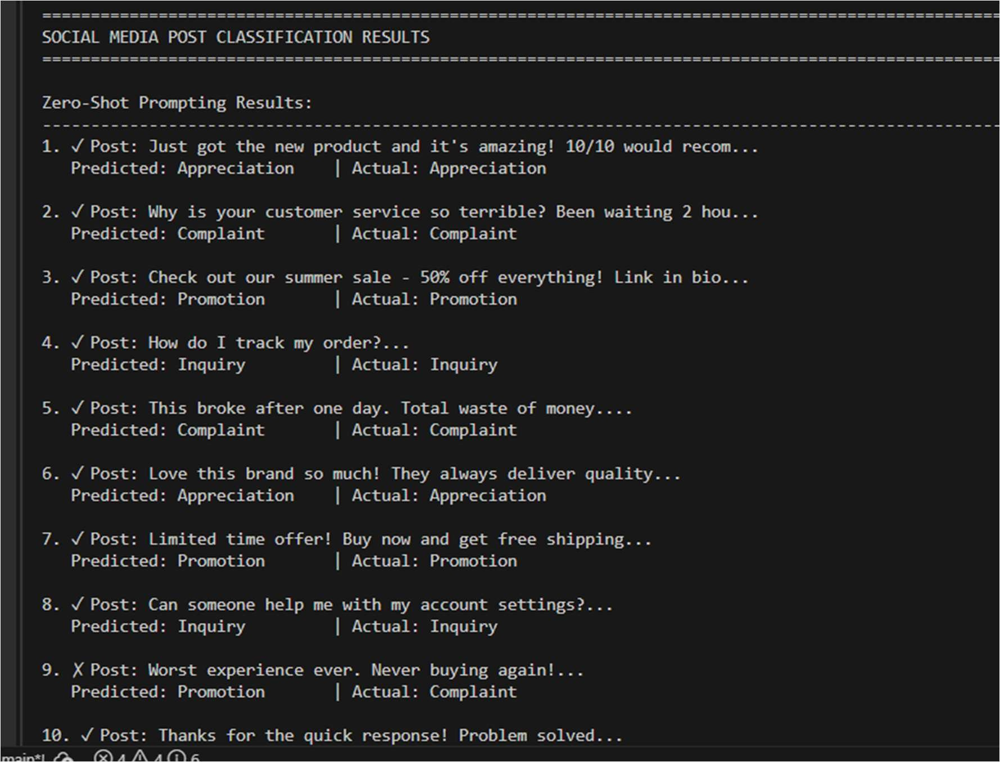 ====================================================================================================
SOCIAL MEDIA POST CLASSIFICATION RESULTS
====================================================================================================
Zero-Shot Prompting Results:
----------------------------------------------------------------------------------------------------
1. ✓ Post: Just got the new product and it's amazing! 10/10 would recom...
Predicted: Appreciation | Actual: Appreciation
2. ✓ Post: Why is your customer service so terrible? Been waiting 2 hou...
Predicted: Complaint | Actual: Complaint
3. ✓ Post: Check out our summer sale - 50% off everything! Link in bio...
Predicted: Promotion | Actual: Promotion
4. ✓ Post: How do I track my order?...
Predicted: Inquiry | Actual: Inquiry
5. ✓ Post: This broke after one day. Total waste of money....
Predicted: Complaint | Actual: Complaint
6. ✓ Post: Love this brand so much! They always deliver quality...
Predicted: Appreciation | Actual: Appreciation
7. ✓ Post: Limited time offer! Buy now and get free shipping...
Predicted: Promotion | Actual: Promotion
8. ✓ Post: Can someone help me with my account settings?...
Predicted: Inquiry | Actual: Inquiry
9. ✗ Post: Worst experience ever. Never buying again!...
Predicted: Promotion | Actual: Complaint
10. ✓ Post: Thanks for the quick response! Problem solved...
main*! 4 4 6